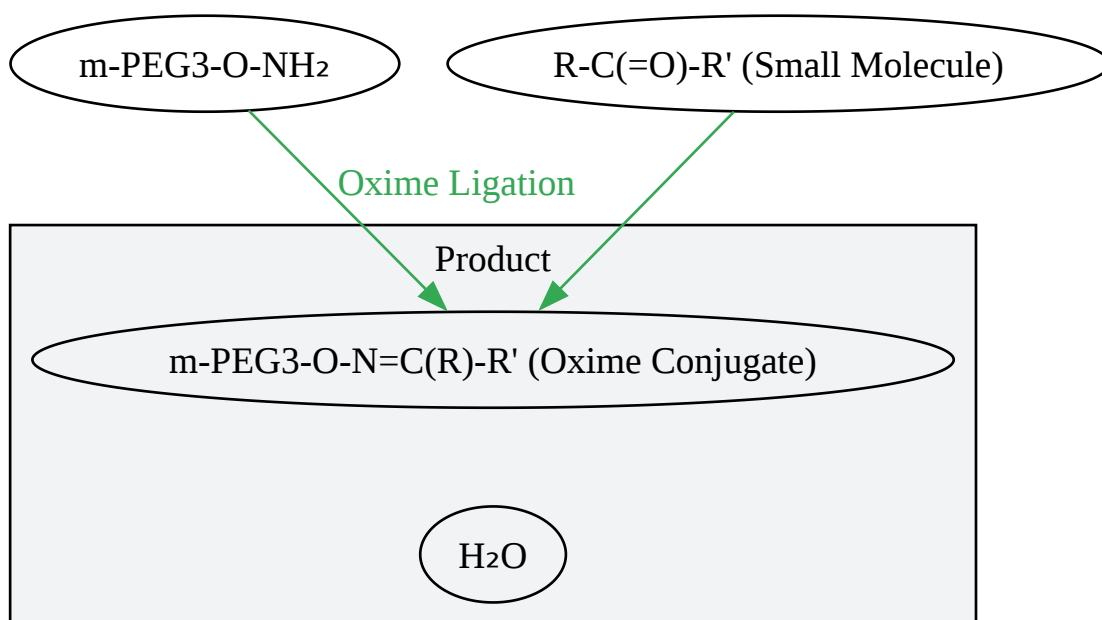 m-PEG3-O-NH₂
R-C(=O)-R' (Small Molecule)
Oxime Ligation
Product
m-PEG3-O-N=C(R)-R' (Oxime Conjugate)
H₂O